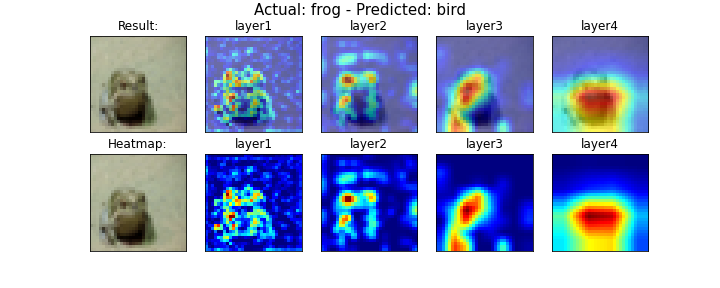 Actual: frog - Predicted: bird
Result: layer1 layer2 layer3 layer4
Heatmap: layer1 layer2 layer3 layer4